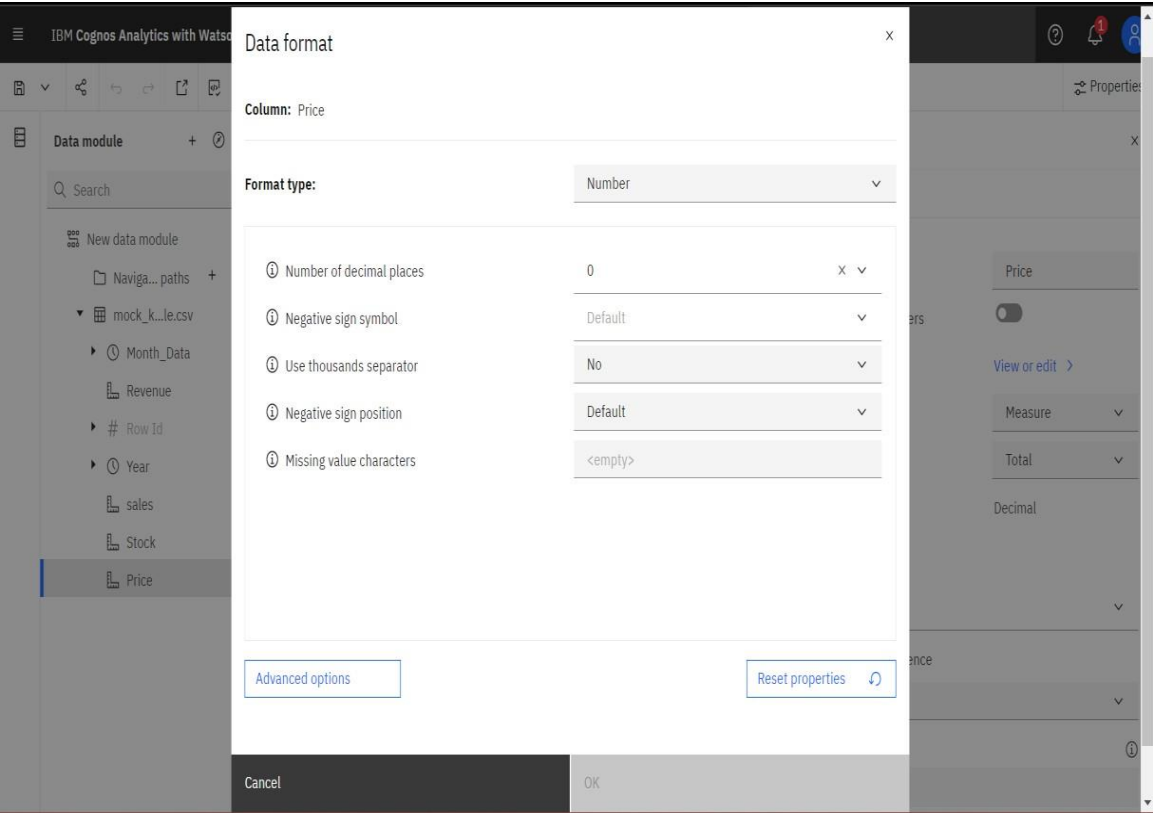 IBM Cognos Analytics with Watso
Data format
X
1
Properties
Column: Price
Data module
+
X
Search
Format type:
Number
New data module
Naviga... paths +
Number of decimal places
0
X
Price
mock_k...le.csv
Negative sign symbol
Default
ers
Month_Data
Use thousands separator
No
View or edit >
Revenue
Negative sign position
Default
Measure
# Row Id
Missing value characters
<empty>
Total
Year
sales
Decimal
Stock
Price
ence
Advanced options
Reset properties
Cancel
OK